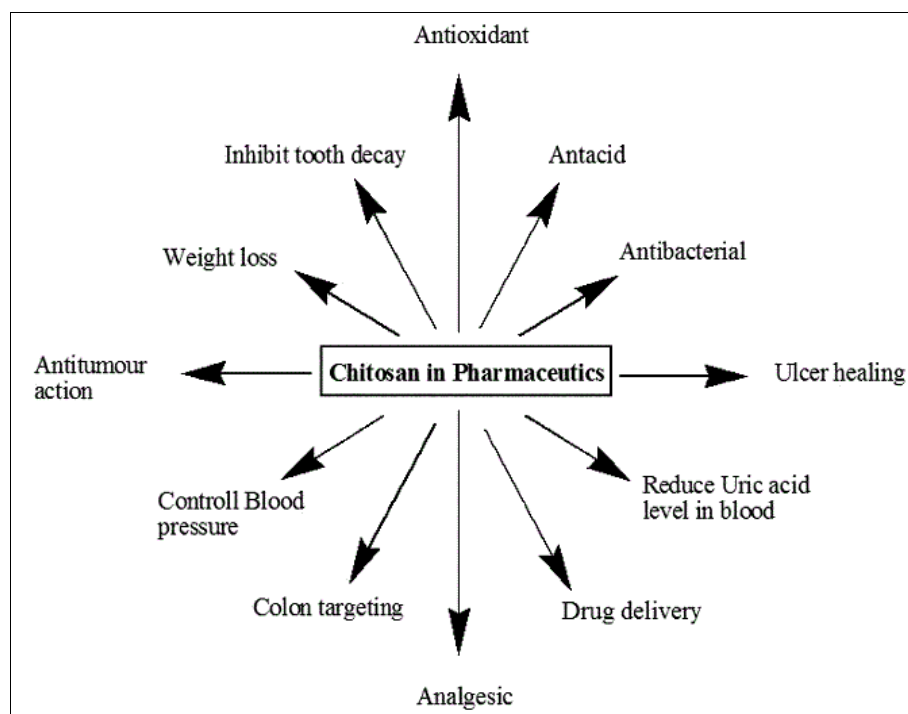 Antioxidant
Inhibit tooth decay
Antacid
Weight loss
Antibacterial
Chitosan in Pharmaceutics
Antitumour
action
Ulcer healing
Controll Blood
pressure
Reduce Uric acid
level in blood
Colon targeting
Drug delivery
Analgesic